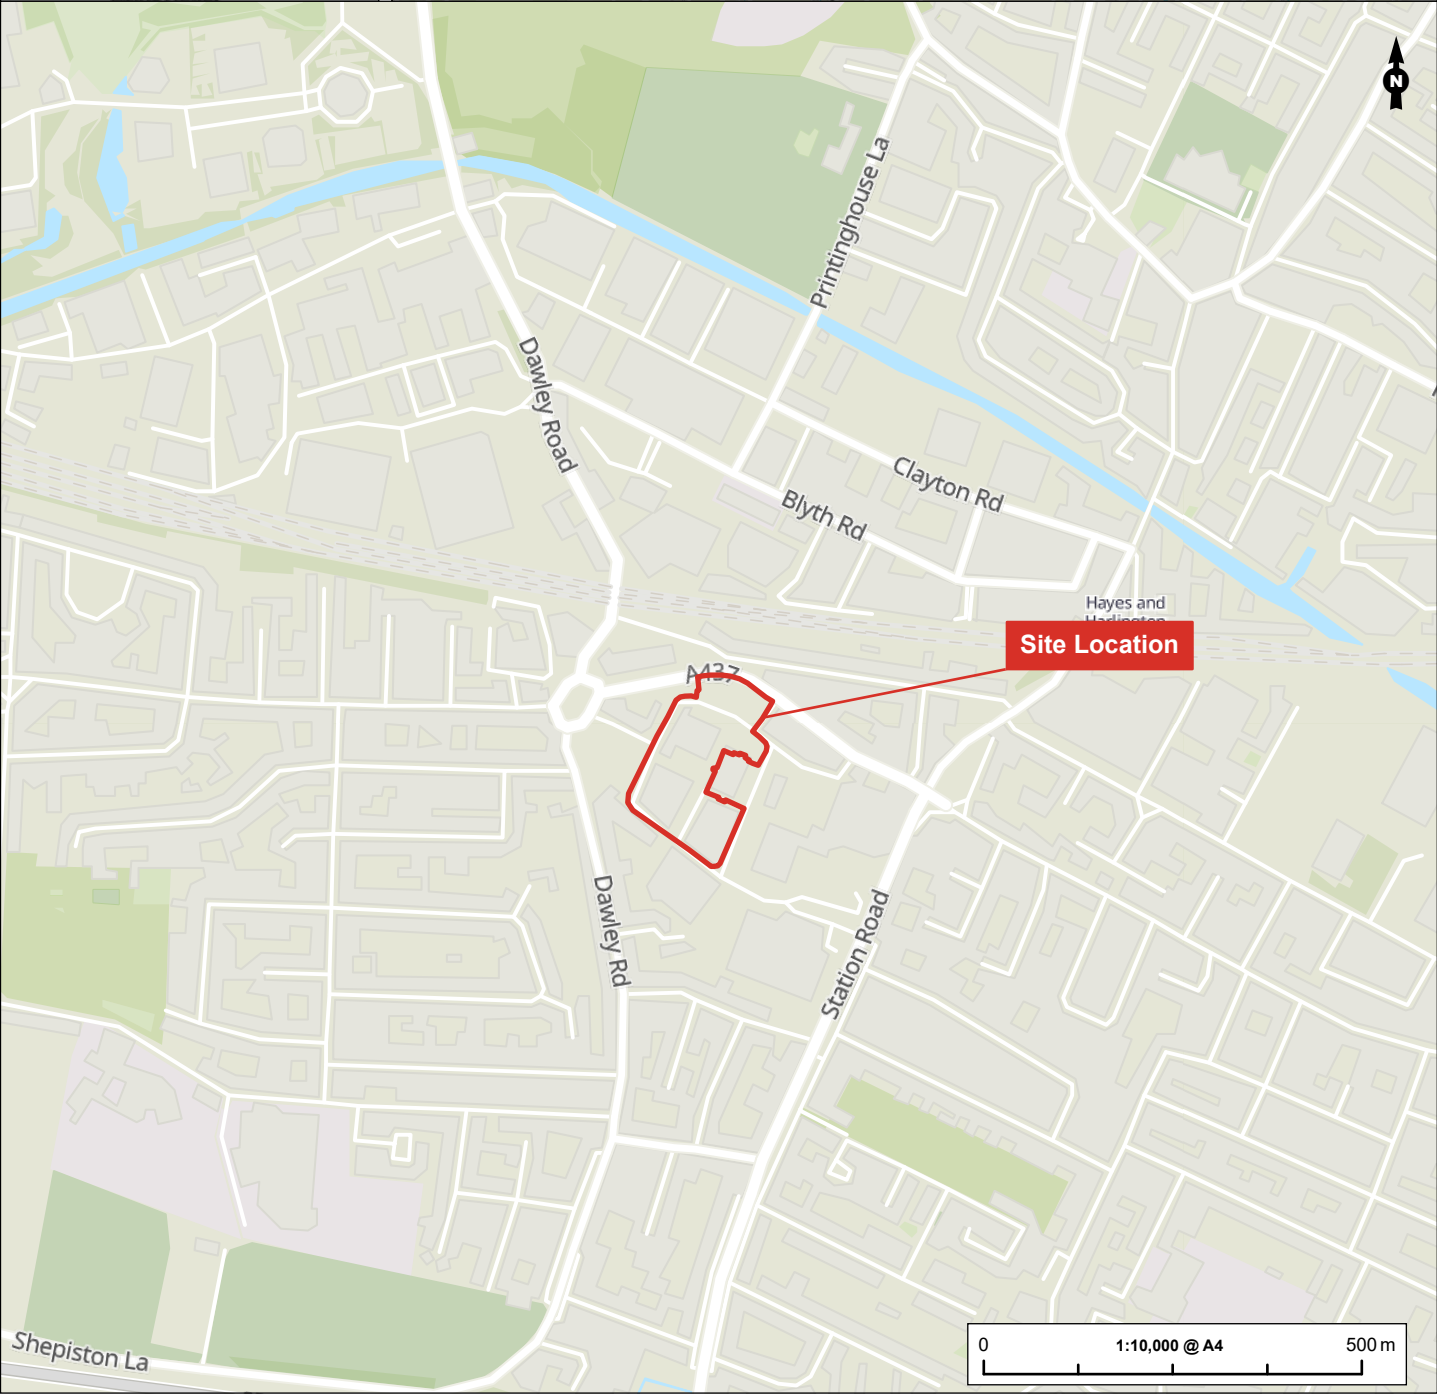 N
Printinghouse La
Dawley Road
Clayton Rd
Blyth Rd
Hayes and
Harlington
Site Location
A437
Dawley Rd
Station Road
Shepiston La
0
1:10,000 @ A4
500 m